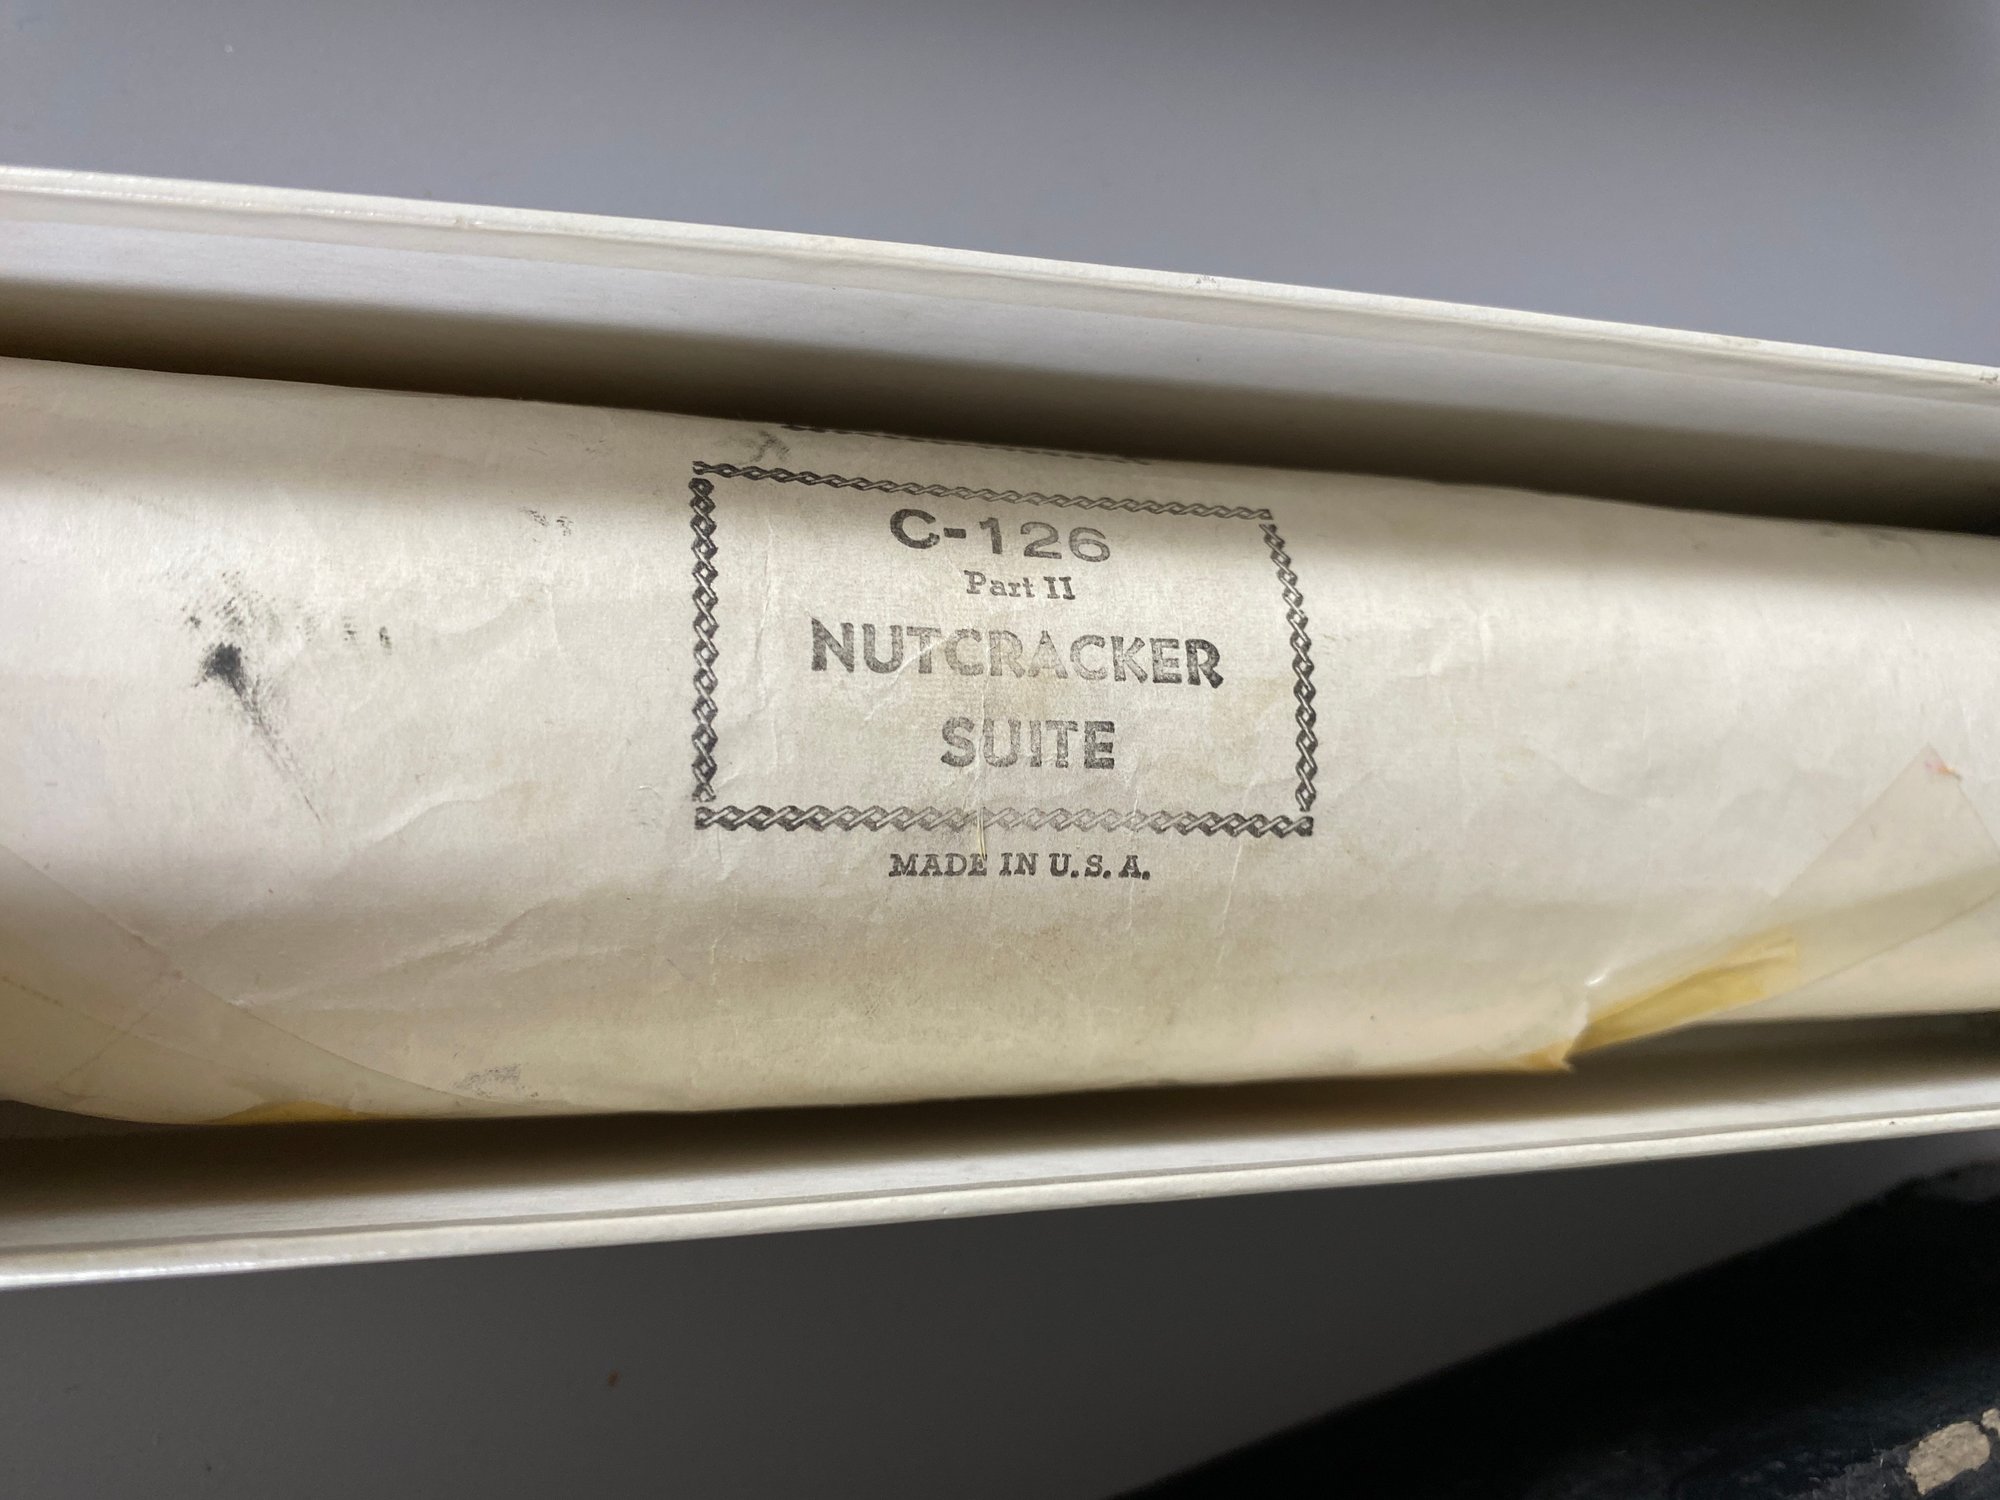 C-126
Part II
NUTCRACKER
SUITE
MADE IN U.S.A.